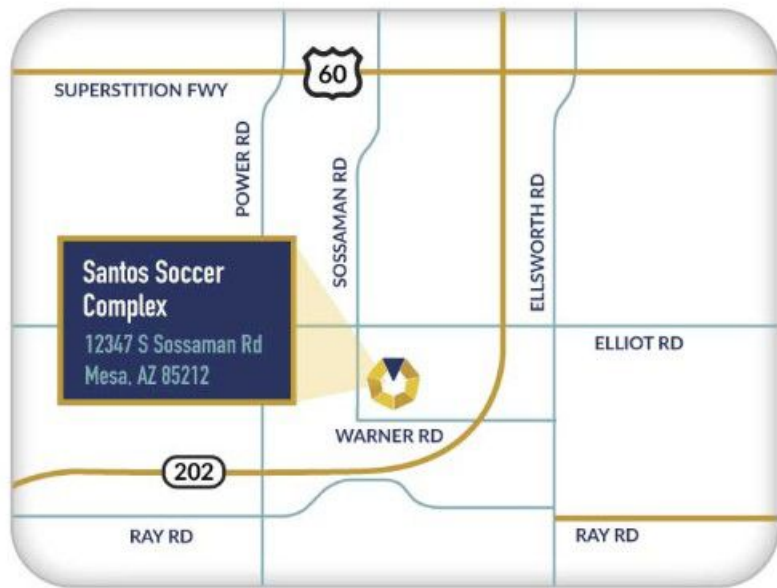 60
SUPERSTITION FWY
POWER RD
SOSSAMAN RD
ELLSWORTH RD
Santos Soccer
Complex
12347 S Sossaman Rd
Mesa, AZ 85212
ELLIOT RD
WARNER RD
202
RAY RD
RAY RD